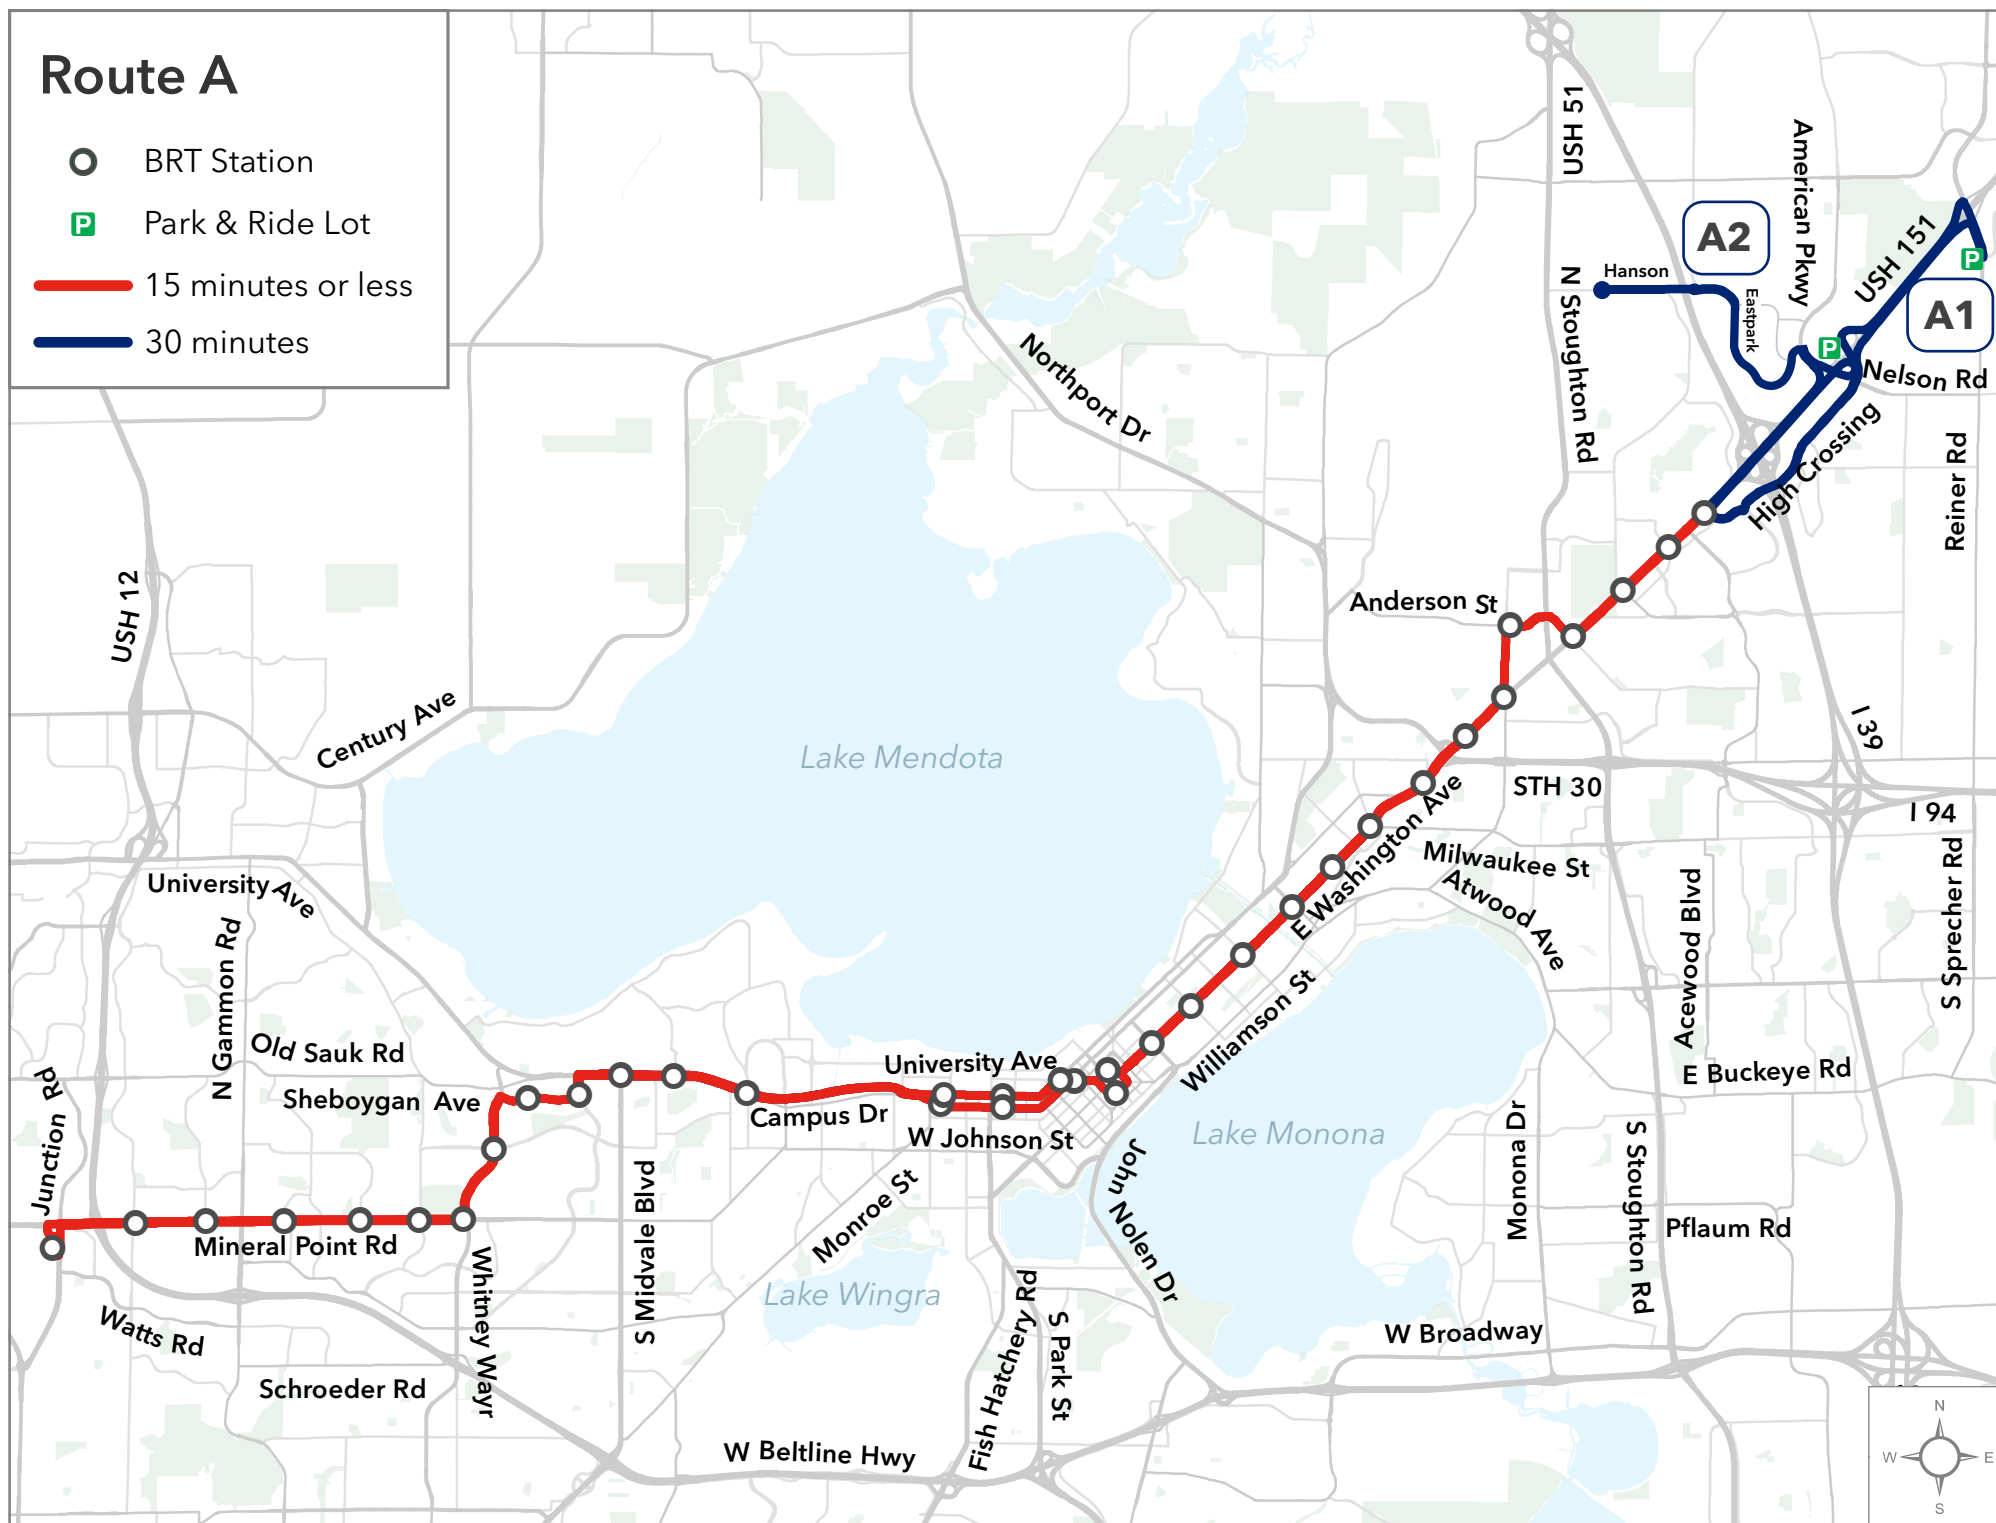 Route A
BRT Station
P
Park & Ride Lot
15 minutes or less
30 minutes
USH 51
American Pkwy
A2
USH 151
P
Hanson
Eastpark
A1
N Stoughton Rd
P
Nelson Rd
Northport Dr
High Crossing
Reiner Rd
USH 12
Anderson St
Century Ave
Lake Mendota
I 39
STH 30
I 94
E Washington Ave
Milwaukee St
Atwood Ave
University Ave
N Gammon Rd
Acewood Blvd
S Sprecher Rd
Williamson St
Old Sauk Rd
University Ave
E Buckeye Rd
Junction Rd
Sheboygan Ave
Campus Dr
W Johnson St
Lake Monona
Monona Dr
S Stoughton Rd
John Nolen Dr
S Midvale Blvd
Monroe St
Pflaum Rd
Mineral Point Rd
Whitney Wayr
Lake Wingra
Fish Hatchery Rd
S Park St
Watts Rd
W Broadway
Schroeder Rd
W Beltline Hwy
N
W E
S